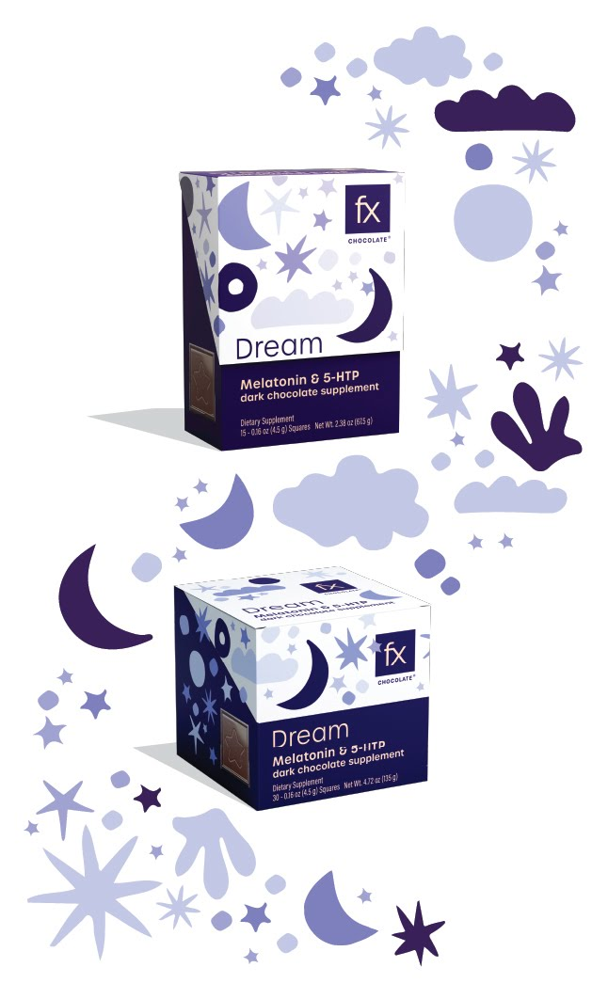 fx
CHOCOLATE®
Dream
Melatonin & 5-HTP
dark chocolate supplement
Dietary Supplement
15 - 0.16 oz (4.5 g) Squares Net Wt. 2.38 oz (67.5 g)
fx
Dream
Melatonin & 5-HTP
dark chocolate supplement
fx
CHOCOLATE®
Dream
Melatonin & 5-HTP
dark chocolate supplement
Dietary Supplement
30 - 0.16 oz (4.5 g) Squares Net Wt. 4.72 oz (135 g)